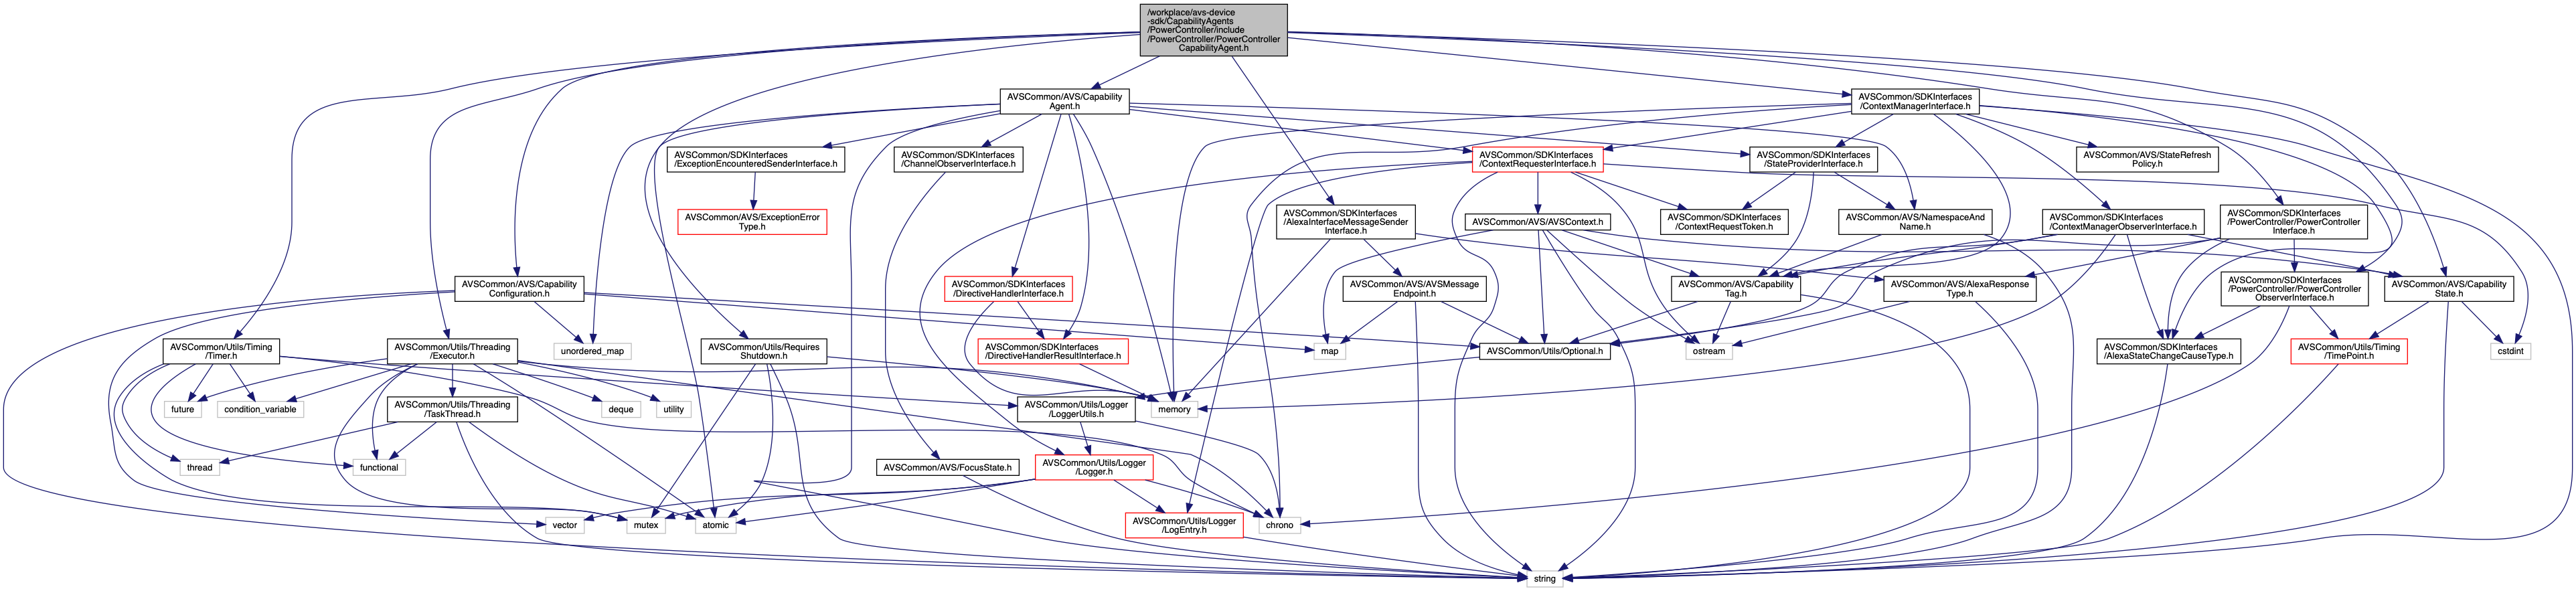 /workplace/avs-device
-sdk/CapabilityAgents
/PowerController/include
/PowerController/PowerController
CapabilityAgent.h
AVSCommon/AVS/Capability
Agent.h
AVSCommon/SDKInterfaces
/ContextManagerInterface.h
AVSCommon/SDKInterfaces
/ExceptionEncounteredSenderInterface.h
AVSCommon/SDKInterfaces
/ChannelObserverInterface.h
AVSCommon/SDKInterfaces
/ContextRequesterInterface.h
AVSCommon/SDKInterfaces
/StateProviderInterface.h
AVSCommon/AVS/StateRefresh
Policy.h
AVSCommon/AVS/ExceptionError
Type.h
AVSCommon/SDKInterfaces
/AlexaInterfaceMessageSender
Interface.h
AVSCommon/AVS/AVSContext.h
AVSCommon/SDKInterfaces
/ContextRequestToken.h
AVSCommon/AVS/NamespaceAnd
Name.h
AVSCommon/SDKInterfaces
/ContextManagerObserverInterface.h
AVSCommon/SDKInterfaces
/PowerController/PowerController
Interface.h
AVSCommon/AVS/Capability
Configuration.h
AVSCommon/SDKInterfaces
/DirectiveHandlerInterface.h
AVSCommon/AVS/AVSMessage
Endpoint.h
AVSCommon/AVS/Capability
Tag.h
AVSCommon/AVS/AlexaResponse
Type.h
AVSCommon/SDKInterfaces
/PowerController/PowerController
ObserverInterface.h
AVSCommon/AVS/Capability
State.h
AVSCommon/Utils/Timing
/Timer.h
AVSCommon/Utils/Threading
/Executor.h
unordered_map
AVSCommon/Utils/Requires
Shutdown.h
AVSCommon/SDKInterfaces
/DirectiveHandlerResultInterface.h
map
AVSCommon/Utils/Optional.h
ostream
AVSCommon/SDKInterfaces
/AlexaStateChangeCauseType.h
AVSCommon/Utils/Timing
/TimePoint.h
cstdint
future
condition_variable
AVSCommon/Utils/Threading
/TaskThread.h
deque
utility
AVSCommon/Utils/Logger
/LoggerUtils.h
memory
thread
functional
AVSCommon/AVS/FocusState.h
AVSCommon/Utils/Logger
/Logger.h
vector
mutex
atomic
AVSCommon/Utils/Logger
/LogEntry.h
chrono
string